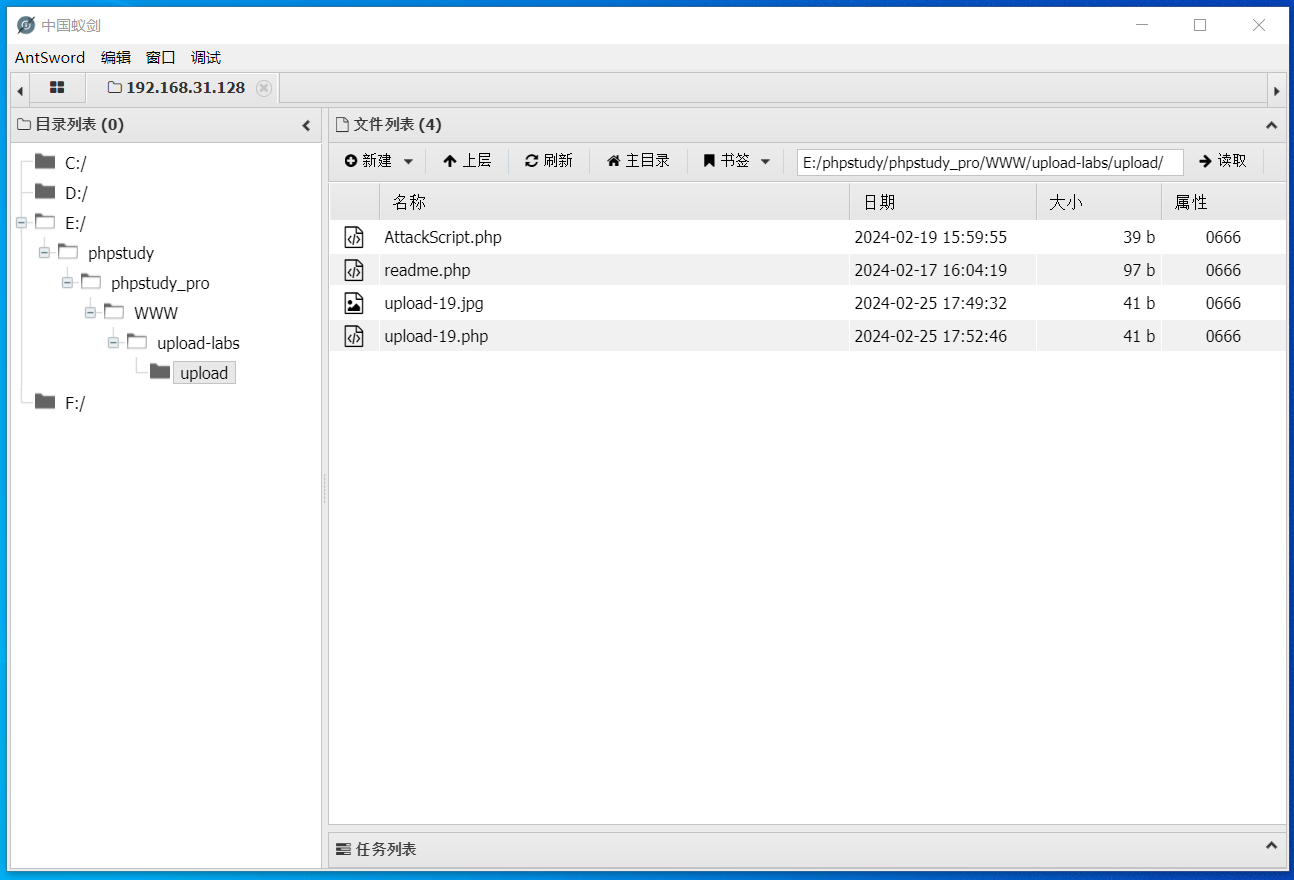 中国蚁剑
AntSword 编辑 窗口 调试
192.168.31.128
目录列表 (0)
C:/
D:/
E:/
phpstudy
phpstudy_pro
WWW
upload-labs
upload
F:/
文件列表 (4)
新建 上层 刷新 主目录 书签 E:/phpstudy/phpstudy_pro/WWW/upload-labs/upload/ 读取
名称 日期 大小 属性
AttackScript.php 2024-02-19 15:59:55 39 b 0666
readme.php 2024-02-17 16:04:19 97 b 0666
upload-19.jpg 2024-02-25 17:49:32 41 b 0666
upload-19.php 2024-02-25 17:52:46 41 b 0666
任务列表